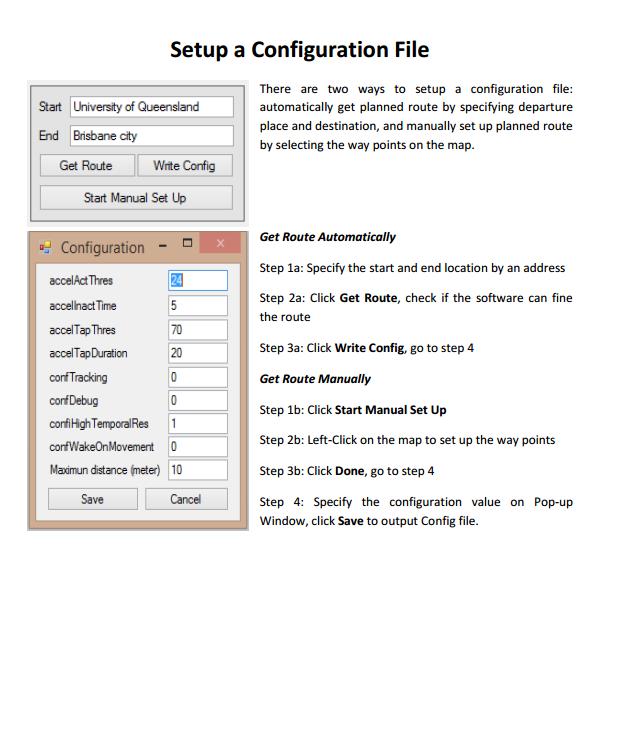 Setup a Configuration File
Start University of Queensland
End Brisbane city
Get Route Write Config
Start Manual Set Up
There are two ways to setup a configuration file:
automatically get planned route by specifying departure
place and destination, and manually set up planned route
by selecting the way points on the map.
Configuration
accelActThres 24
accelInactTime 5
accelTapThres 70
accelTapDuration 20
confTracking 0
confDebug 0
confiHighTemporalRes 1
confWakeOnMovement 0
Maximun distance (meter) 10
Save Cancel
Get Route Automatically
Step 1a: Specify the start and end location by an address
Step 2a: Click Get Route, check if the software can fine
the route
Step 3a: Click Write Config, go to step 4
Get Route Manually
Step 1b: Click Start Manual Set Up
Step 2b: Left-Click on the map to set up the way points
Step 3b: Click Done, go to step 4
Step 4: Specify the configuration value on Pop-up
Window, click Save to output Config file.